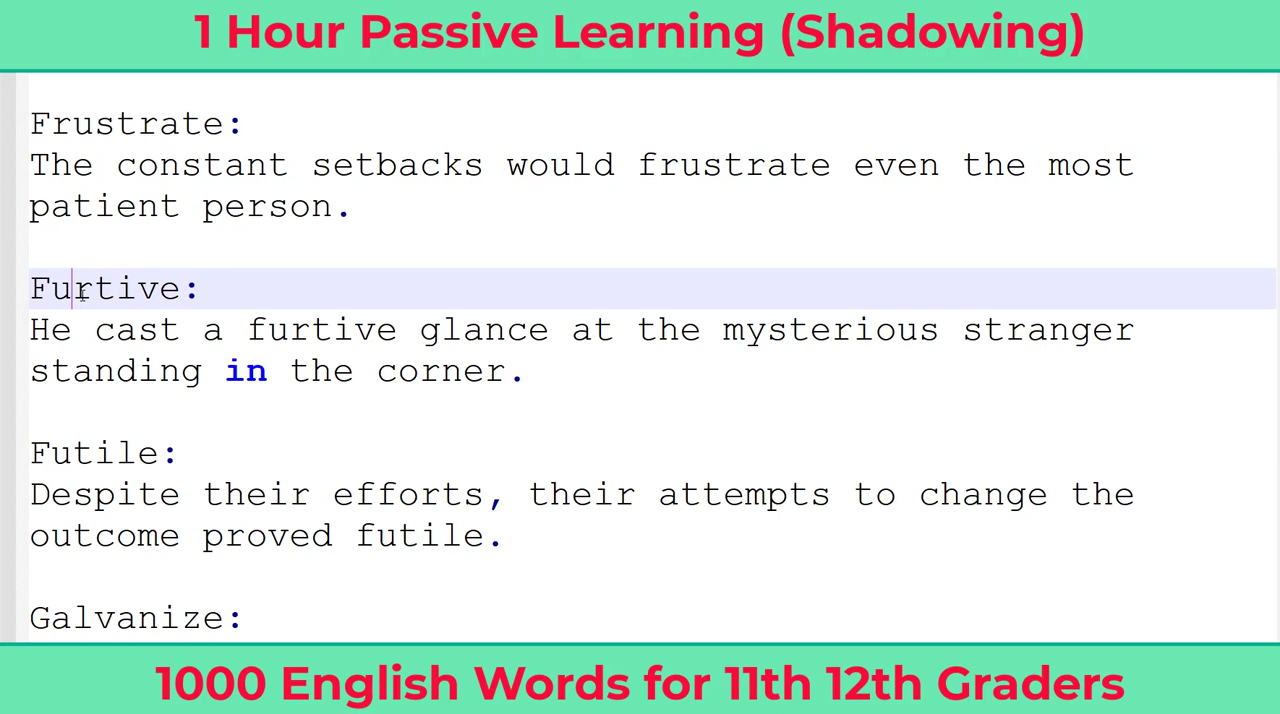 1 Hour Passive Learning (Shadowing)
Frustrate:
The constant setbacks would frustrate even the most
patient person.
Furtive:
He cast a furtive glance at the mysterious stranger
standing in the corner.
Futile:
Despite their efforts, their attempts to change the
outcome proved futile.
Galvanize:
1000 English Words for 11th 12th Graders